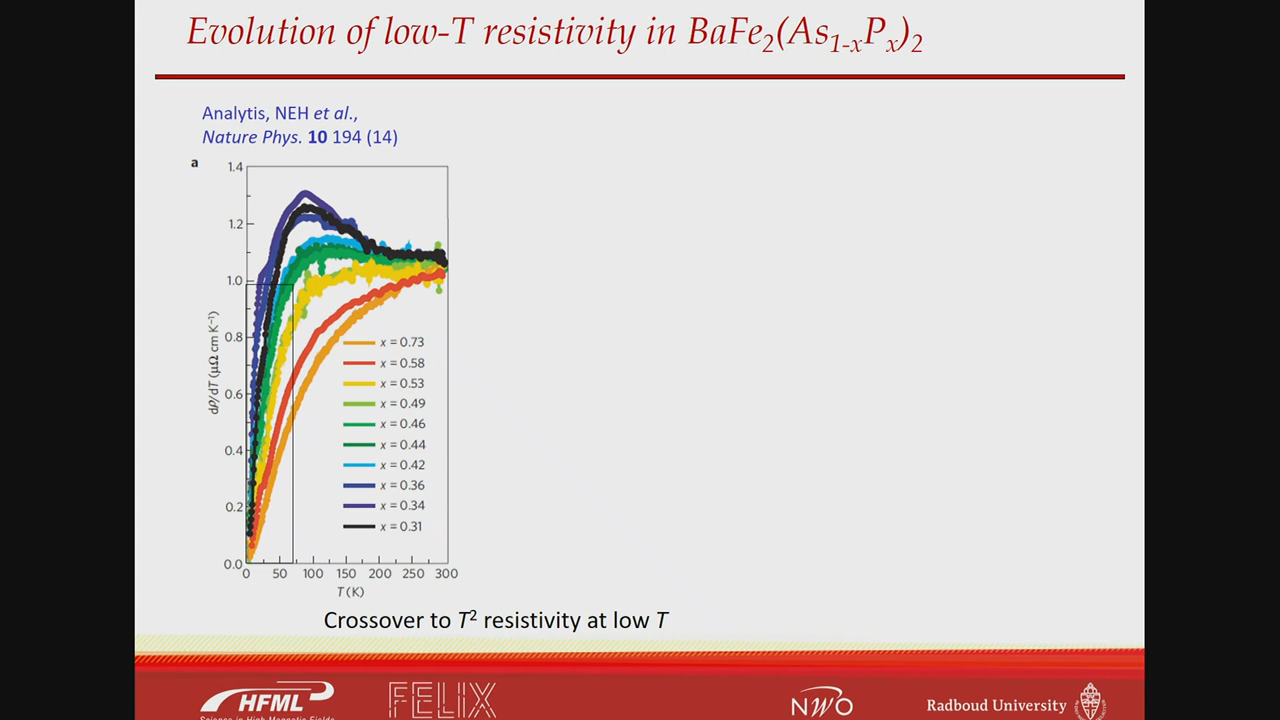 Evolution of low-T resistivity in BaFe₂(As₁₋ₓPₓ)₂
Analytis, NEH et al.,
Nature Phys. 10 194 (14)
a
1.4
1.2
1.0
0.8
0.6
0.4
0.2
0.0
dρ/dT (μΩ cm K⁻¹)
x = 0.73
x = 0.58
x = 0.53
x = 0.49
x = 0.46
x = 0.44
x = 0.42
x = 0.36
x = 0.34
x = 0.31
0 50 100 150 200 250 300
T (K)
Crossover to T² resistivity at low T
HFML
Science in High Magnetic Fields
FELIX
NWO
Radboud University